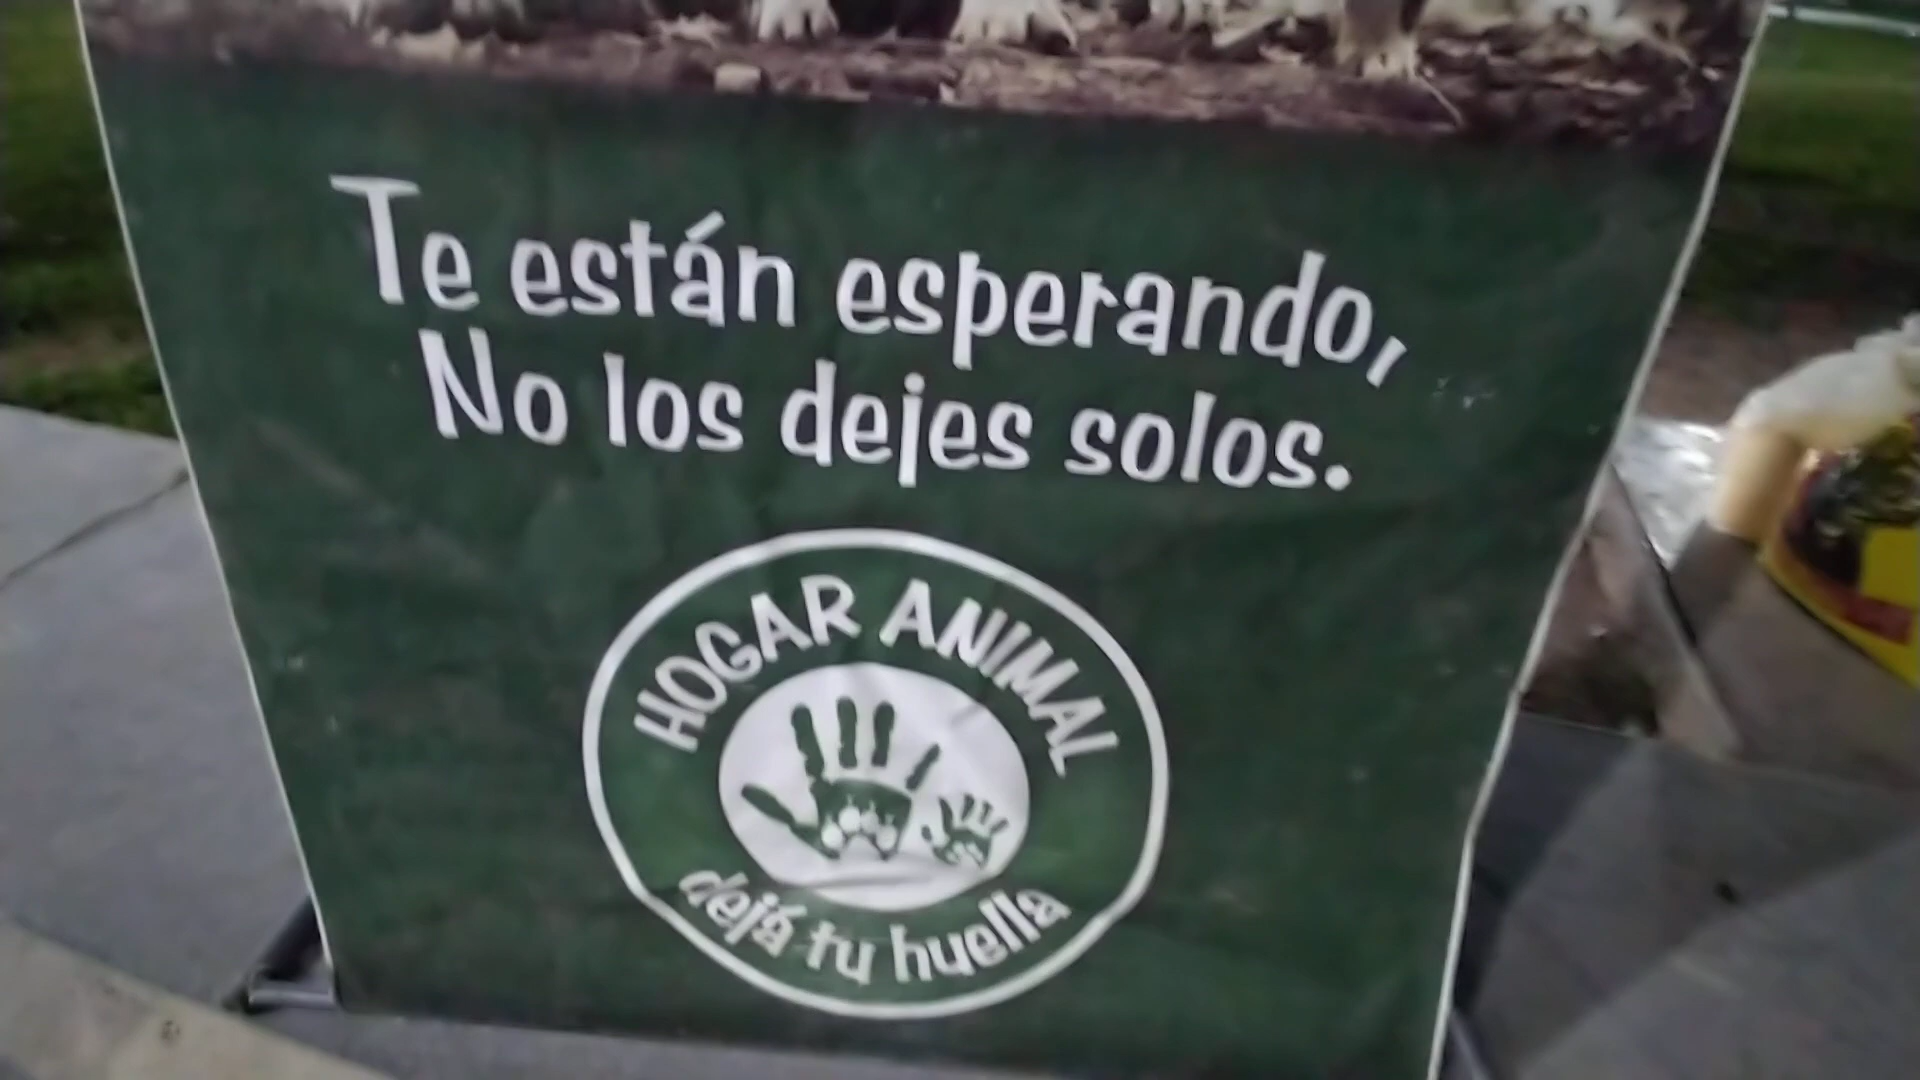 Te están esperando,
No los dejes solos.
HOGAR ANIMAL
dejá tu huella